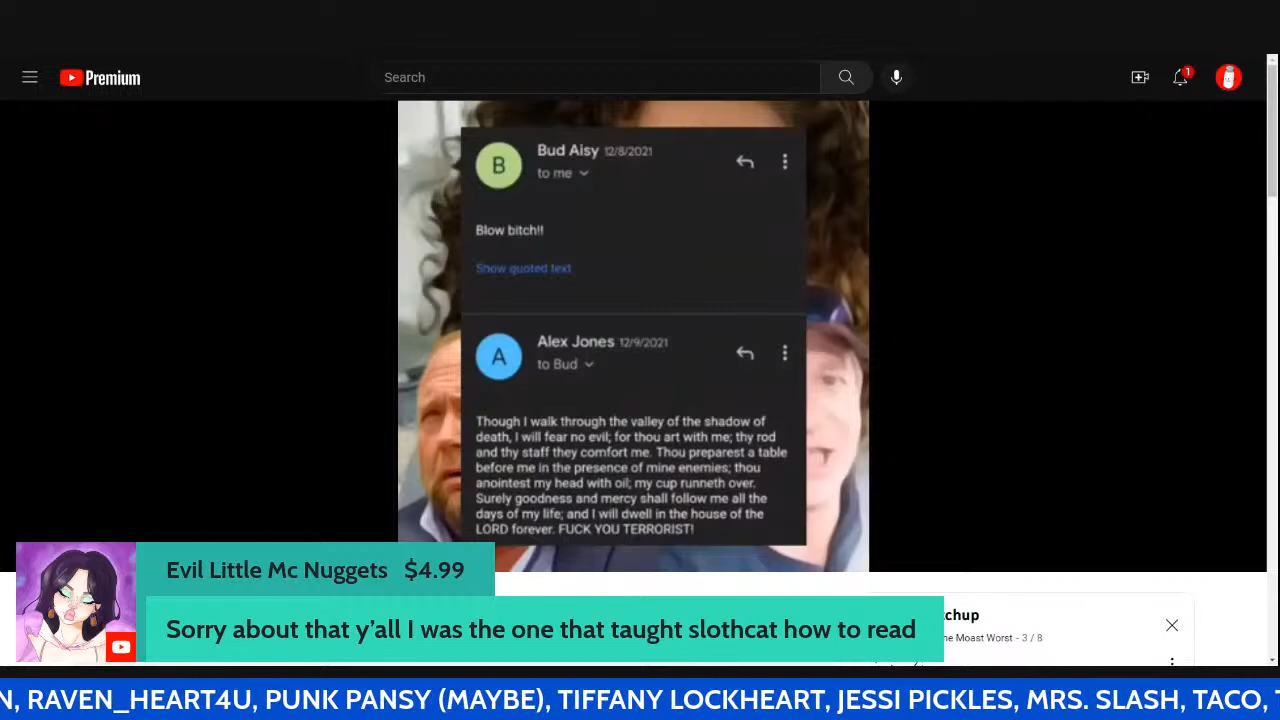 Premium
Search
1
B
Bud Aisy 12/8/2021
to me
Blow bitch!!
Show quoted text
A
Alex Jones 12/9/2021
to Bud
Though I walk through the valley of the shadow of
death, I will fear no evil; for thou art with me; thy rod
and thy staff they comfort me. Thou preparest a table
before me in the presence of mine enemies; thou
anointest my head with oil; my cup runneth over.
Surely goodness and mercy shall follow me all the
days of my life; and I will dwell in the house of the
LORD forever. FUCK YOU TERRORIST!
Evil Little Mc Nuggets $4.99
Sorry about that y'all I was the one that taught slothcat how to read
chup
Moast Worst - 3 / 8
N, RAVEN_HEART4U, PUNK PANSY (MAYBE), TIFFANY LOCKHEART, JESSI PICKLES, MRS. SLASH, TACO,